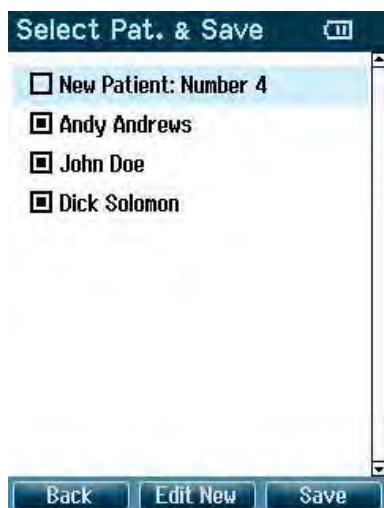 Select Pat. & Save
New Patient: Number 4
Andy Andrews
John Doe
Dick Solomon
Back Edit New Save